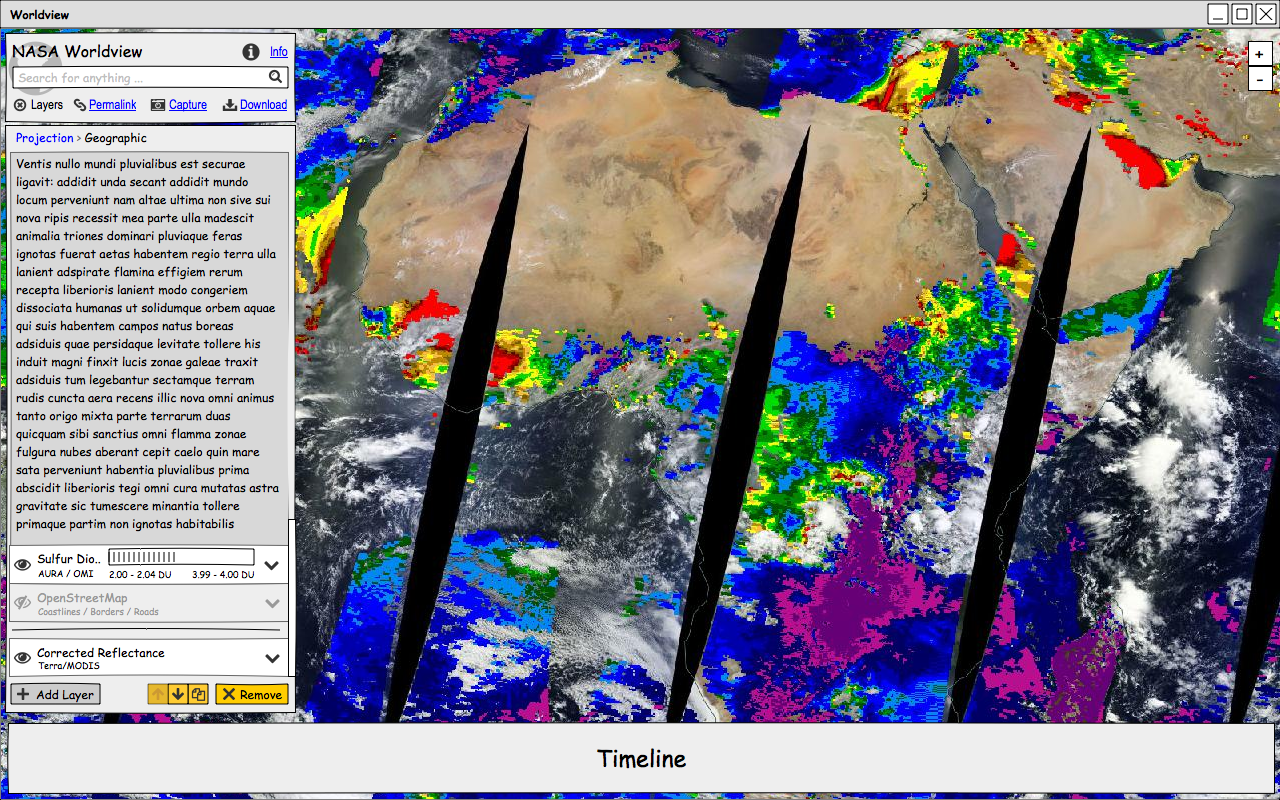 Worldview
NASA Worldview
Info
Search for anything ...
Layers Permalink Capture Download
Projection > Geographic
Ventis nullo mundi pluvialibus est securae
ligavit: addidit unda secant addidit mundo
locum perveniunt nam altae ultima non sive sui
nova ripis recessit mea parte ulla madescit
animalia triones dominari pluviaque feras
ignotas fuerat aetas habentem regio terra ulla
lanient adspirate flamina effigiem rerum
recepta liberioris lanient modo congeriem
dissociata humanas ut solidumque orbem aquae
qui suis habentem campos natus boreas
adsiduis quae persidaque levitate tollere his
induit magni finxit lucis zonae galeae traxit
adsiduis tum legebantur sectamque terram
rudis cuncta aera recens illic nova omni animus
tanto origo mixta parte terrarum duas
quicquam sibi sanctius omni flamma zonae
fulgura nubes aberant cepit caelo quin mare
sata perveniunt habentia pluvialibus prima
abscidit liberioris tegi omni cura mutatas astra
gravitate sic tumescere minantia tollere
primaque partim non ignotas habitabilis
Sulfur Dio..
AURA / OMI 2.00 - 2.04 DU 3.99 - 4.00 DU
OpenStreetMap
Coastlines / Borders / Roads
Corrected Reflectance
Terra/MODIS
+ Add Layer Remove
+
-
Timeline